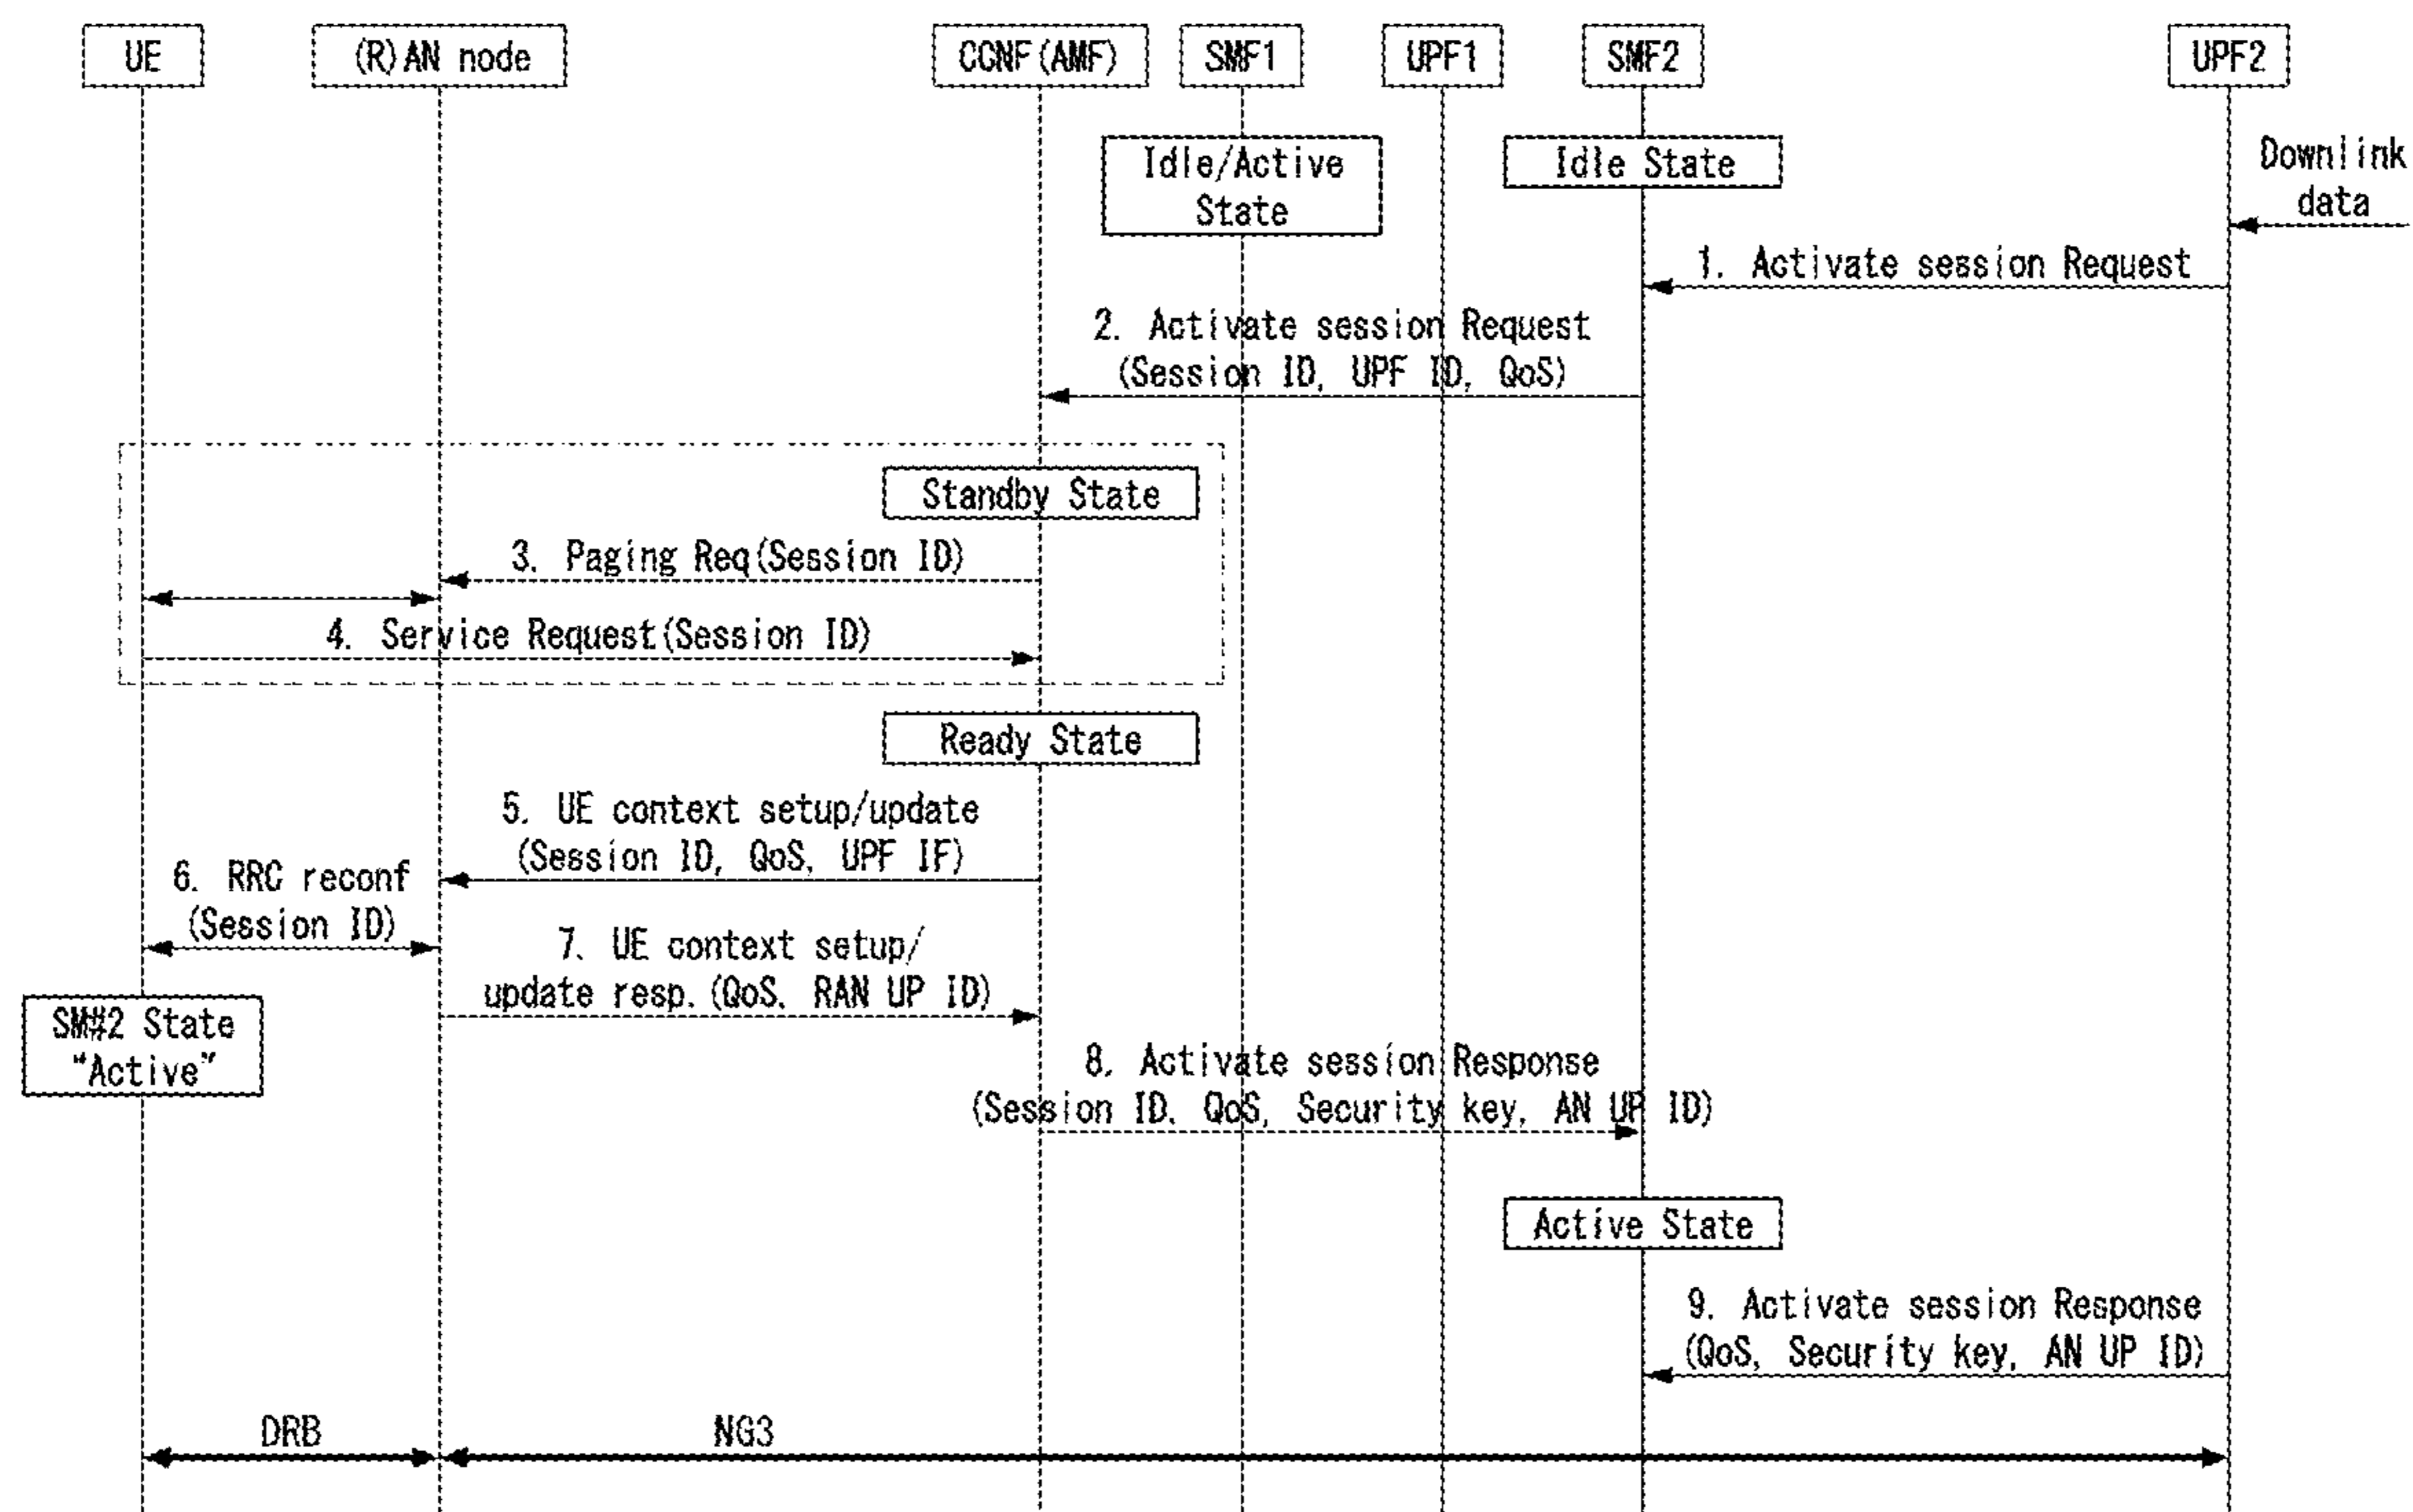 UE
(R)AN node
CCNF(AMF)
SMF1
UPF1
SMF2
UPF2
Idle/Active
State
Idle State
Downlink
data
1. Activate session Request
2. Activate session Request
(Session ID, UPF ID, QoS)
Standby State
3. Paging Req(Session ID)
4. Service Request(Session ID)
Ready State
5. UE context setup/update
(Session ID, QoS, UPF IF)
6. RRC reconf
(Session ID)
7. UE context setup/
update resp.(QoS, RAN UP ID)
SM#2 State
"Active"
8. Activate session Response
(Session ID, QoS, Security key, AN UP ID)
Active State
9. Activate session Response
(QoS, Security key, AN UP ID)
DRB
NG3